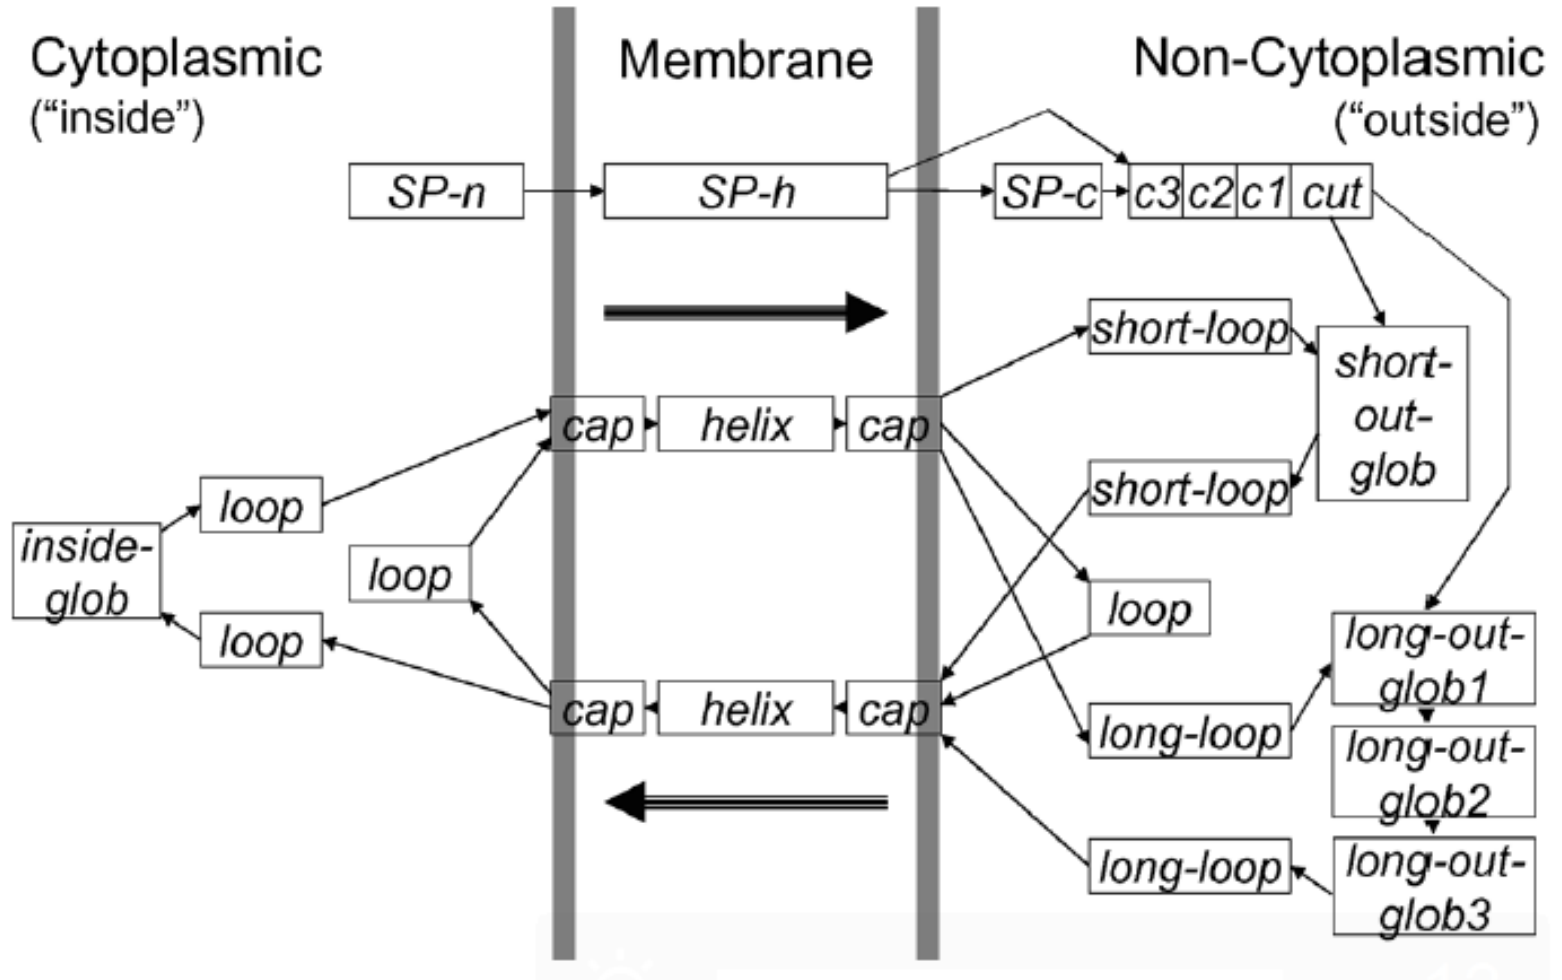 Cytoplasmic
("inside")
Membrane
Non-Cytoplasmic
("outside")
SP-n
SP-h
SP-c
c3 c2 c1 cut
short-loop
short-
out-
glob
cap helix cap
loop
short-loop
inside-
glob
loop
loop
loop
long-out-
glob1
cap helix cap
long-loop
long-out-
glob2
long-loop
long-out-
glob3